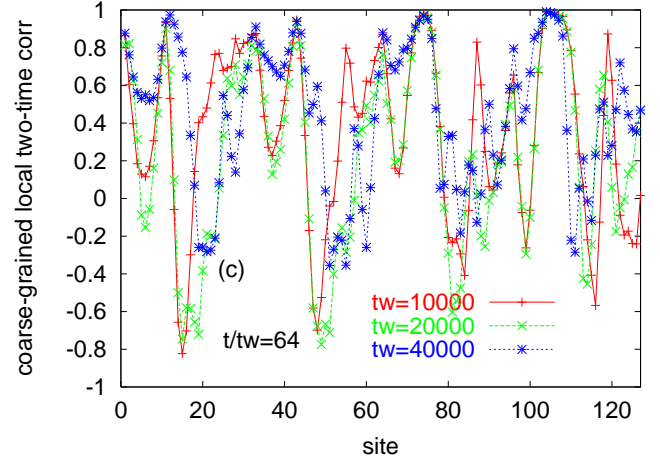 coarse-grained local two-time corr
1
0.8
0.6
0.4
0.2
0
-0.2
-0.4
-0.6
-0.8
-1
(c)
t/tw=64
tw=10000
tw=20000
tw=40000
0 20 40 60 80 100 120
site